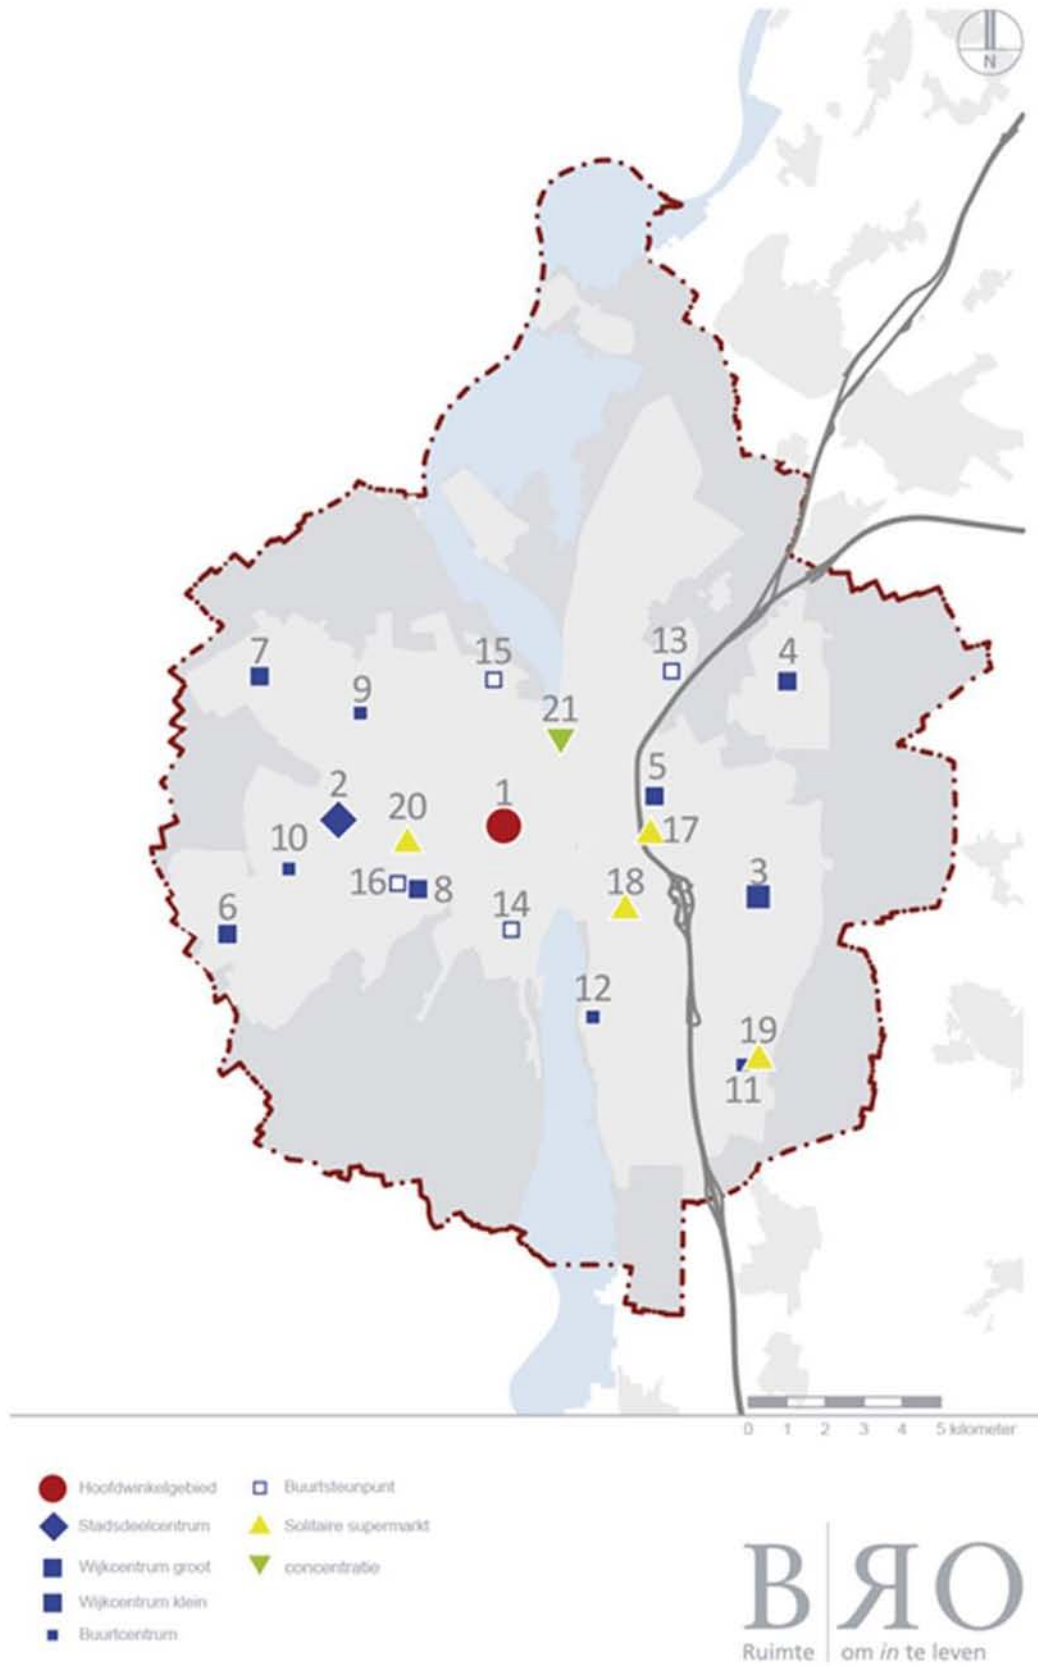 N
7
15
13
4
9
21
2
20
1
5
17
10
16
8
18
3
6
14
12
19
11
0 1 2 3 4 5 kilometer
Hoofdwinkelgebied
Buurtsteunpunt
Stadsdeelcentrum
Solitaire supermarkt
Wijkcentrum groot
concentratie
Wijkcentrum klein
Buurtcentrum
BRO
Ruimte om in te leven